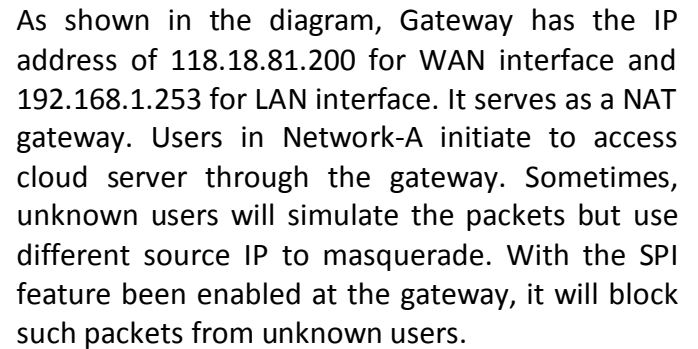 As shown in the diagram, Gateway has the IP
address of 118.18.81.200 for WAN interface and
192.168.1.253 for LAN interface. It serves as a NAT
gateway. Users in Network-A initiate to access
cloud server through the gateway. Sometimes,
unknown users will simulate the packets but use
different source IP to masquerade. With the SPI
feature been enabled at the gateway, it will block
such packets from unknown users.